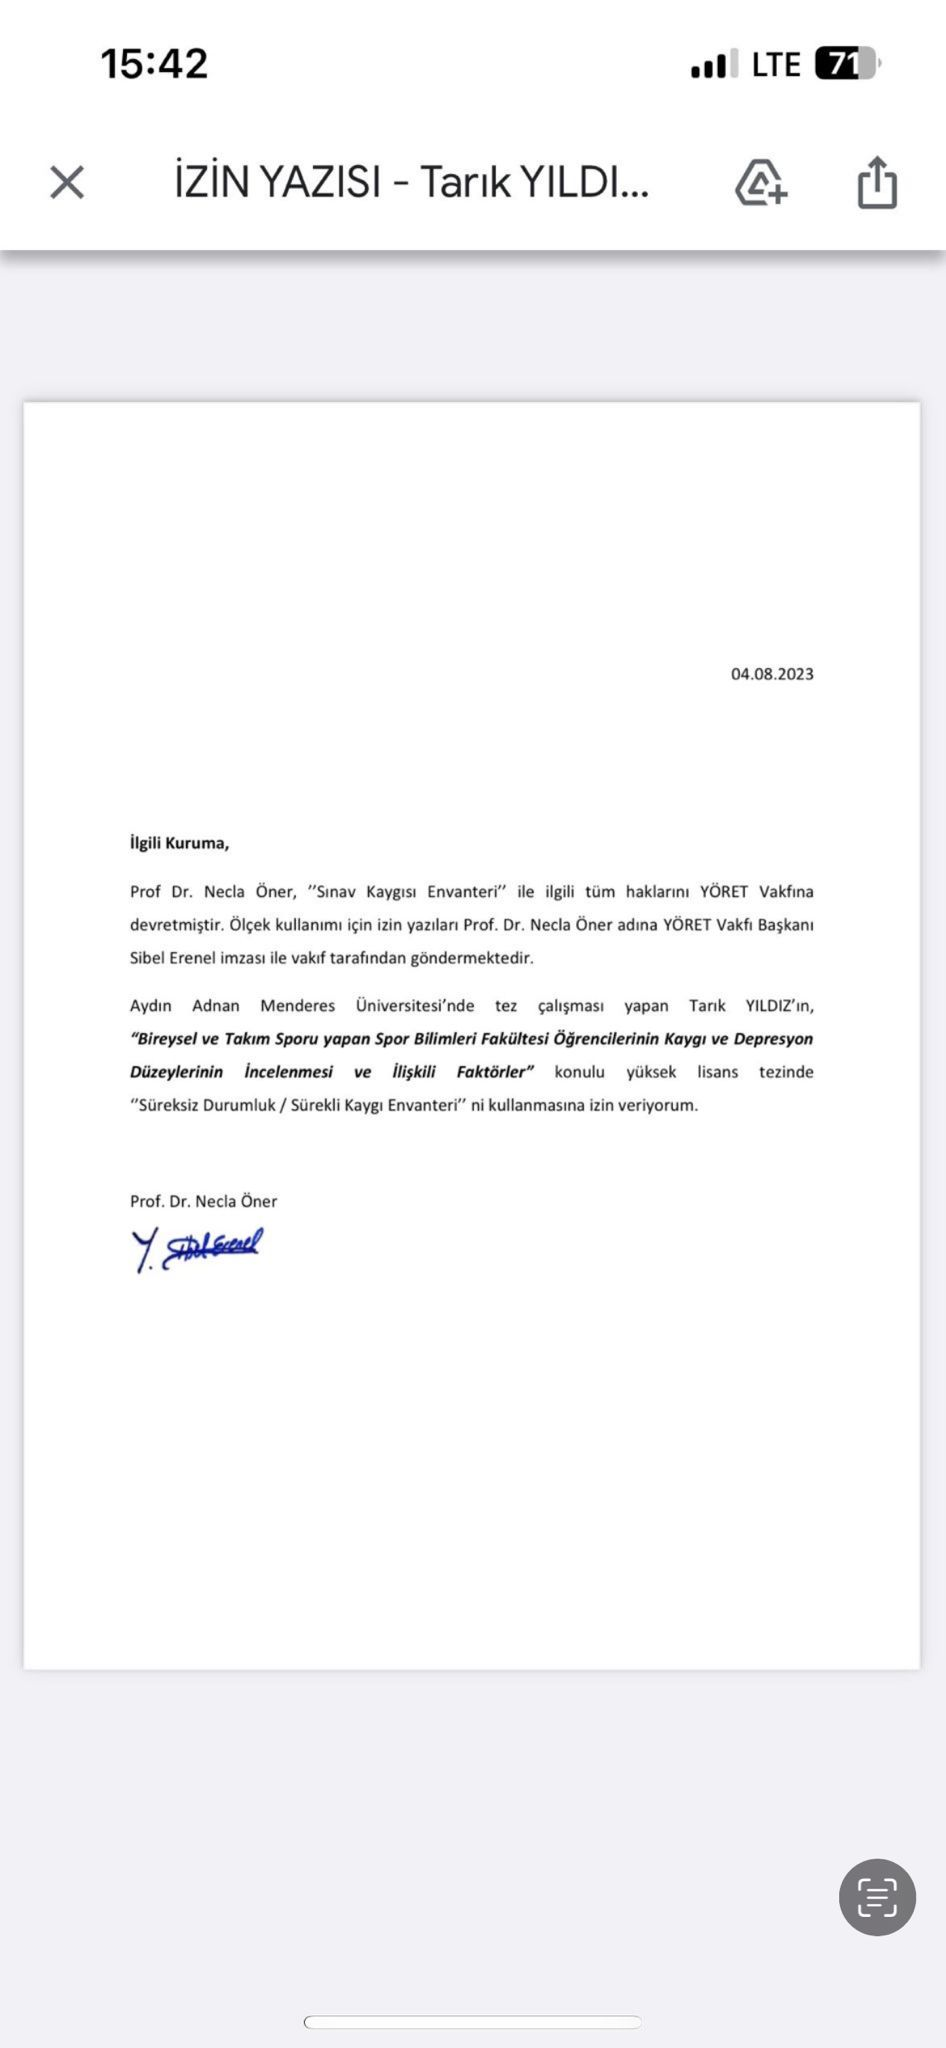 15:42
LTE 71
İZİN YAZISI - Tarık YILDI...
04.08.2023
İlgili Kuruma,
Prof Dr. Necla Öner, ‘’Sınav Kaygısı Envanteri’’ ile ilgili tüm haklarını YÖRET Vakfına
devretmiştir. Ölçek kullanımı için izin yazıları Prof. Dr. Necla Öner adına YÖRET Vakfı Başkanı
Sibel Erenel imzası ile vakıf tarafından göndermektedir.
Aydın Adnan Menderes Üniversitesi’nde tez çalışması yapan Tarık YILDIZ’ın,
“Bireysel ve Takım Sporu yapan Spor Bilimleri Fakültesi Öğrencilerinin Kaygı ve Depresyon
Düzeylerinin İncelenmesi ve İlişkili Faktörler” konulu yüksek lisans tezinde
‘’Süreksiz Durumluk / Sürekli Kaygı Envanteri’’ ni kullanmasına izin veriyorum.
Prof. Dr. Necla Öner
Y. Sibel Erenel